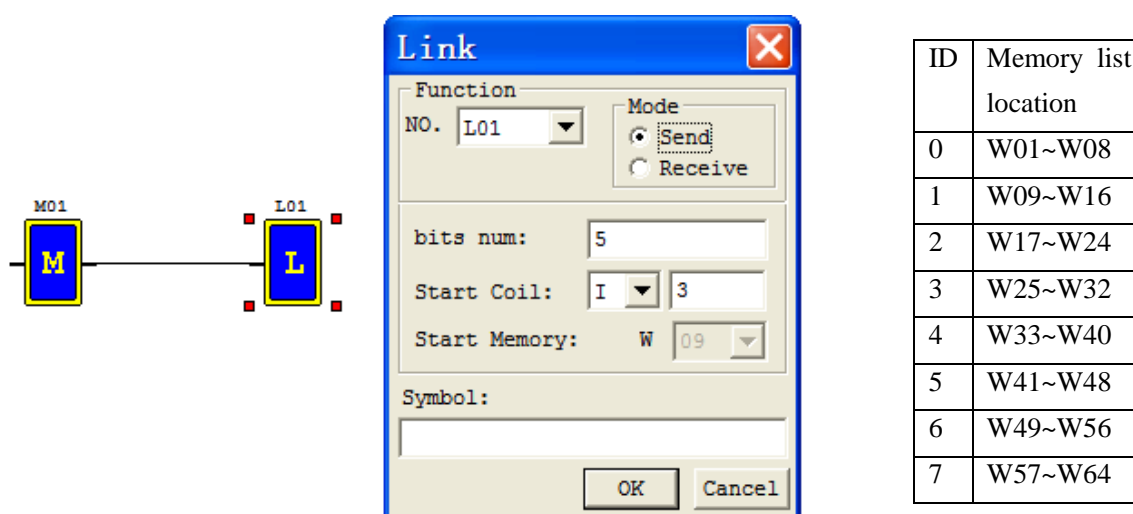 M01
M
L01
L
Link
Function
NO. L01
Mode
Send
Receive
bits num: 5
Start Coil: I 3
Start Memory: W 09
Symbol:
OK Cancel
ID Memory list
location
0 W01~W08
1 W09~W16
2 W17~W24
3 W25~W32
4 W33~W40
5 W41~W48
6 W49~W56
7 W57~W64